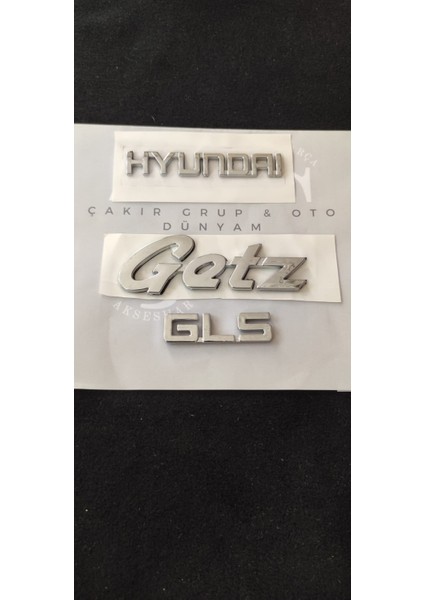 HYUNDAI
ÇAKIR GRUP & OTO
DÜNYAM
Getz
GLS